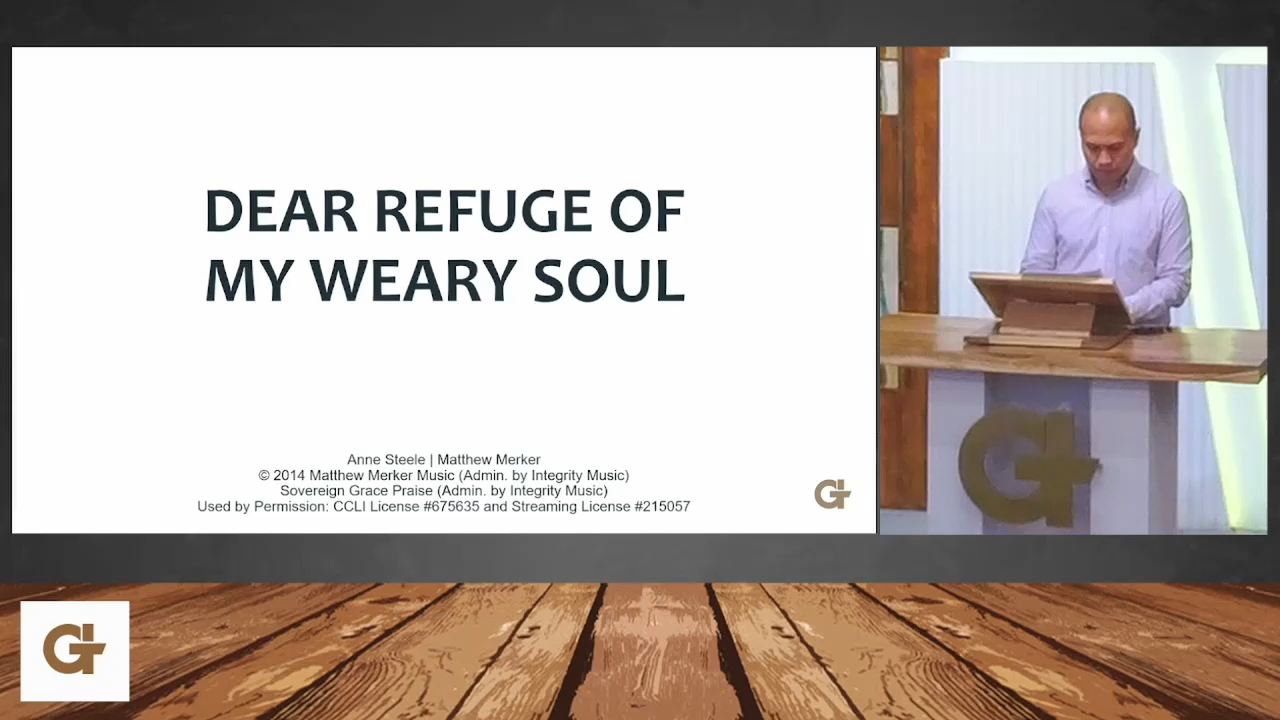 DEAR REFUGE OF
MY WEARY SOUL
Anne Steele | Matthew Merker
© 2014 Matthew Merker Music (Admin. by Integrity Music)
Sovereign Grace Praise (Admin. by Integrity Music)
Used by Permission: CCLI License #675635 and Streaming License #215057